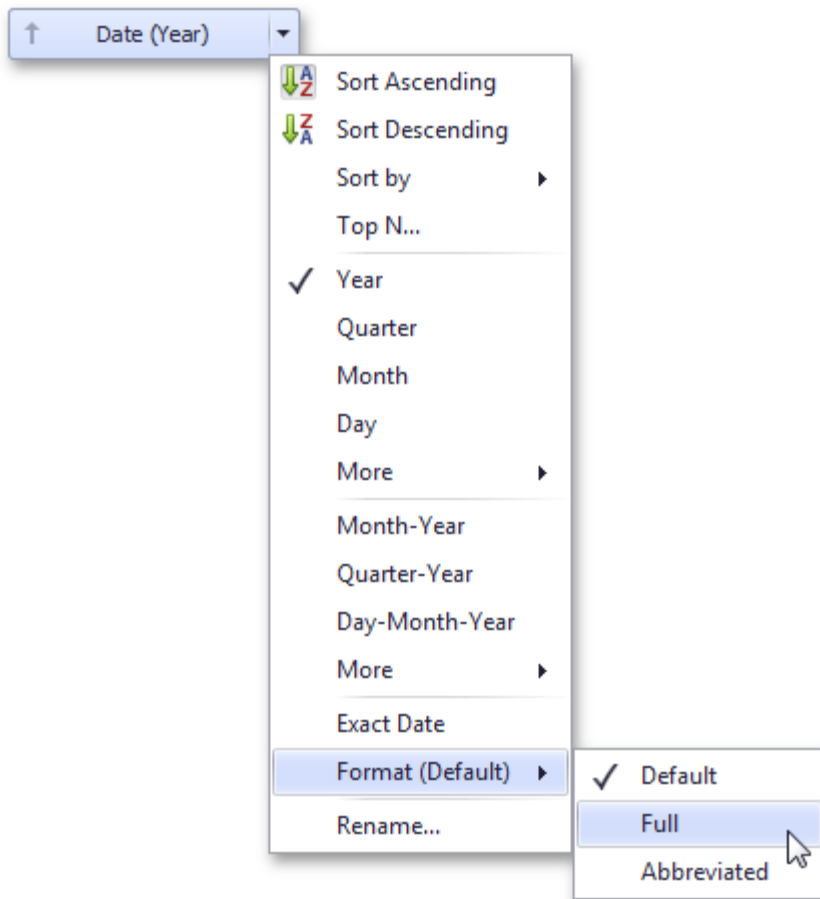 Date (Year)
Sort Ascending
Sort Descending
Sort by
Top N...
Year
Quarter
Month
Day
More
Month-Year
Quarter-Year
Day-Month-Year
More
Exact Date
Format (Default)
Default
Full
Rename...
Abbreviated